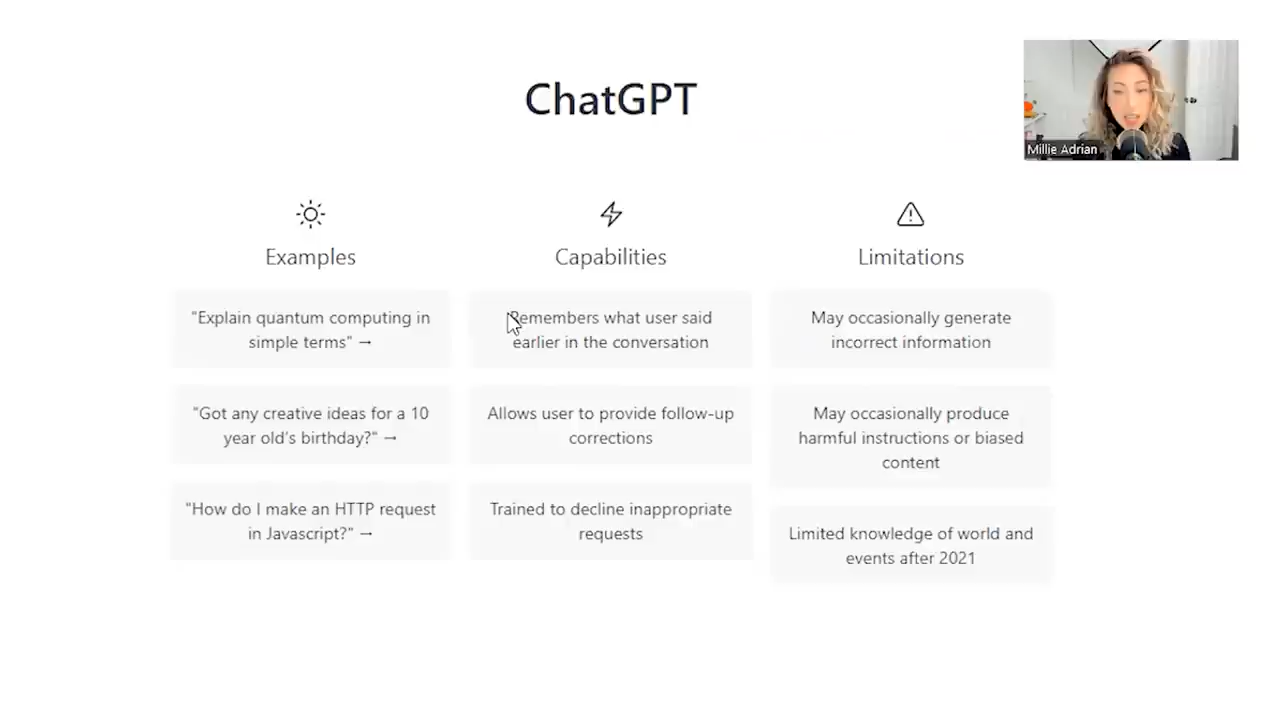 ChatGPT
Millie Adrian
Examples
"Explain quantum computing in
simple terms" →
"Got any creative ideas for a 10
year old's birthday?" →
"How do I make an HTTP request
in Javascript?" →
Capabilities
Remembers what user said
earlier in the conversation
Allows user to provide follow-up
corrections
Trained to decline inappropriate
requests
Limitations
May occasionally generate
incorrect information
May occasionally produce
harmful instructions or biased
content
Limited knowledge of world and
events after 2021